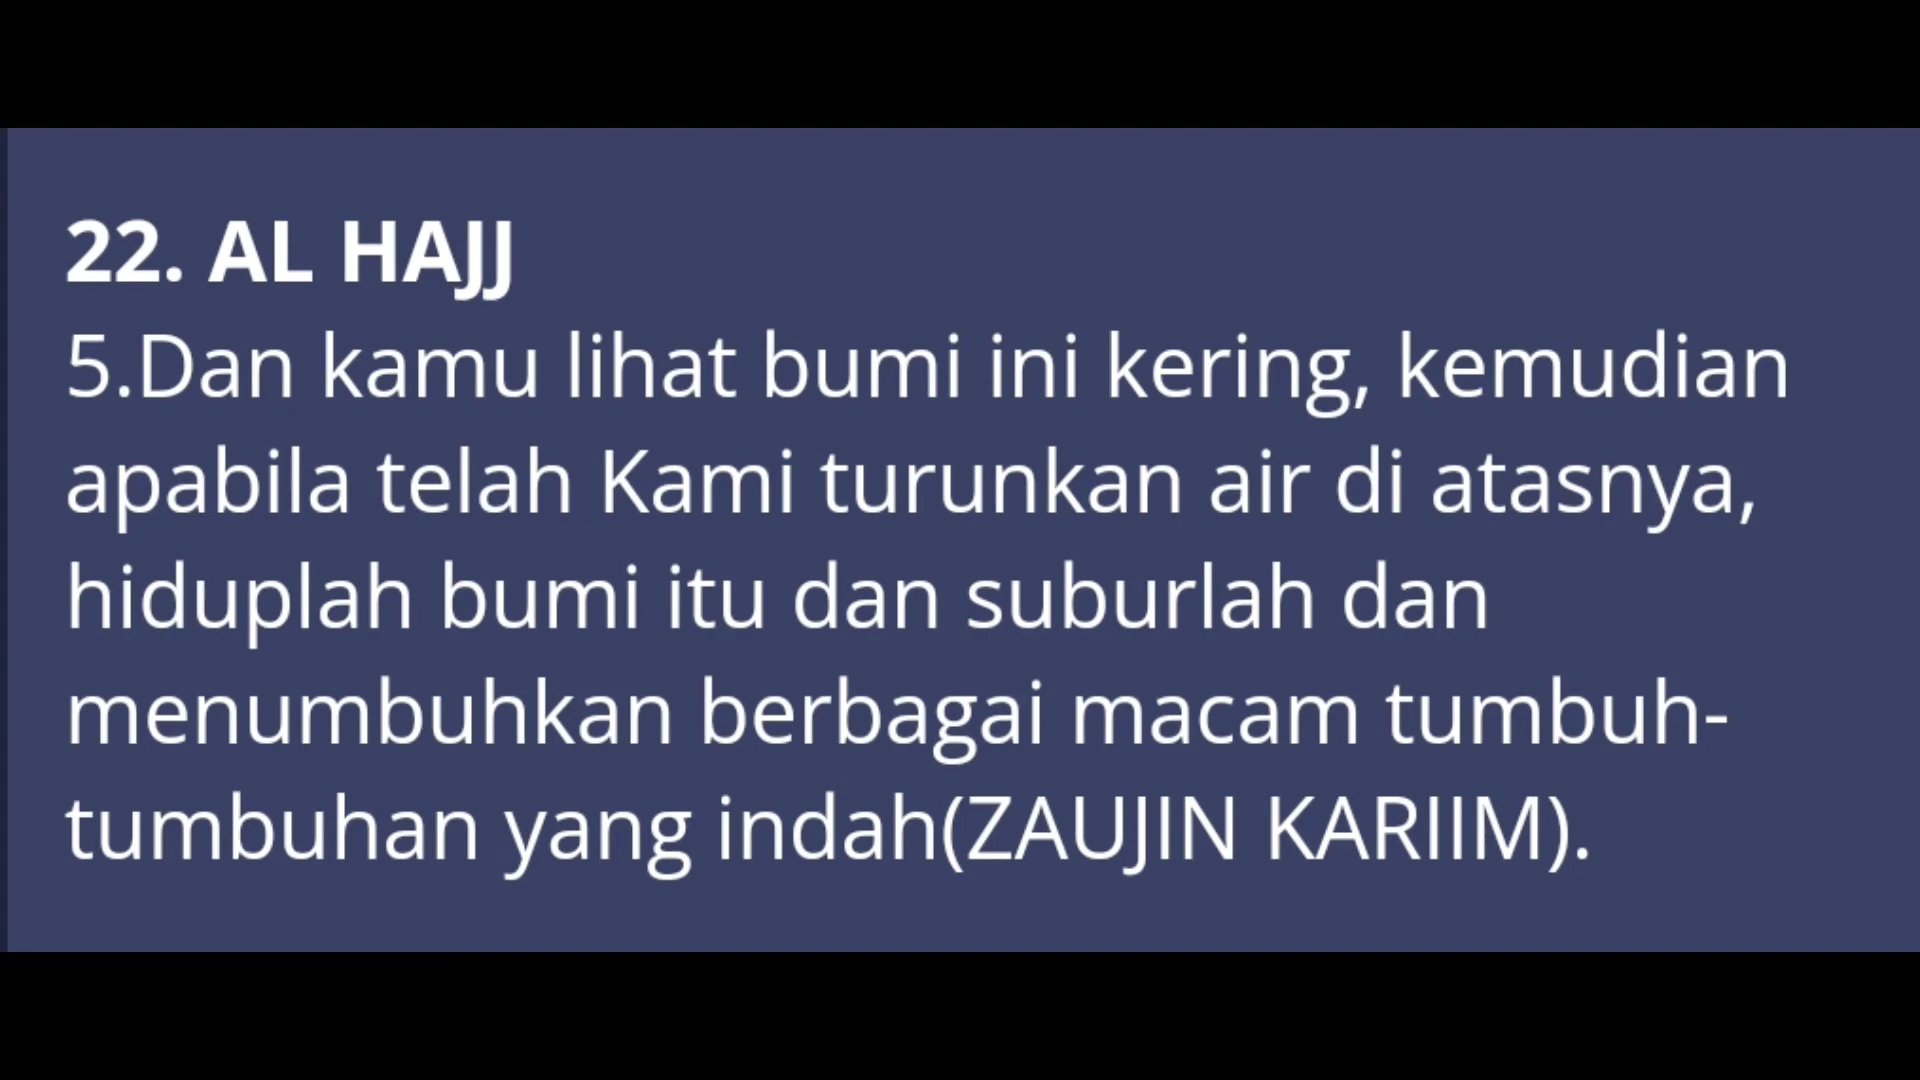 22. AL HAJJ
5.Dan kamu lihat bumi ini kering, kemudian
apabila telah Kami turunkan air di atasnya,
hiduplah bumi itu dan suburlah dan
menumbuhkan berbagai macam tumbuh-
tumbuhan yang indah(ZAUJIN KARIIM).